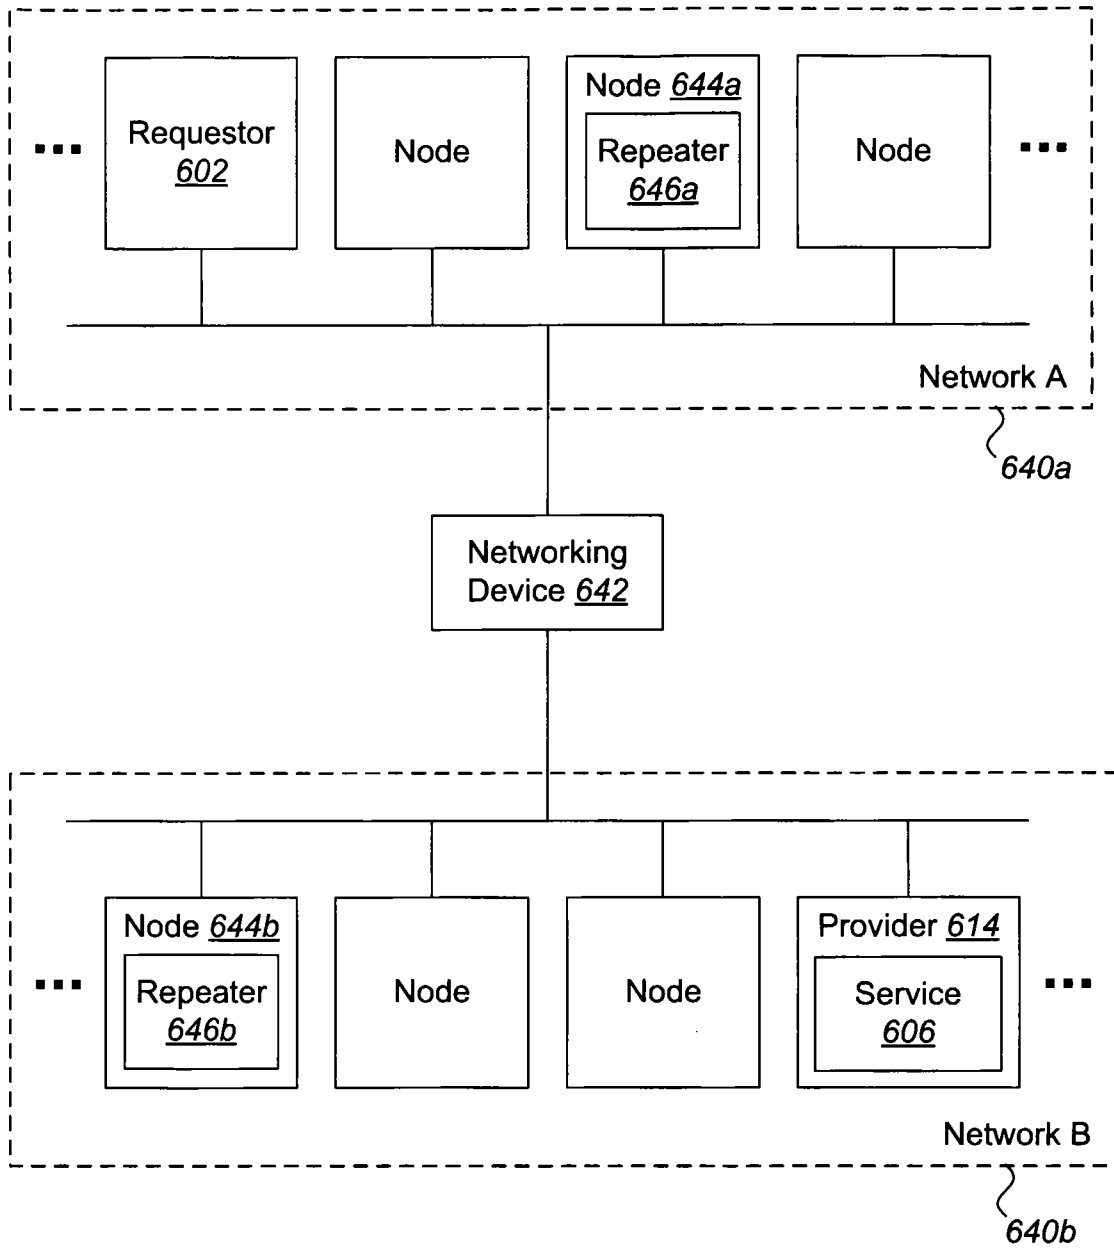 Requestor
602
Node
Node 644a
Repeater
646a
Node
Network A
640a
Networking
Device 642
Node 644b
Repeater
646b
Node
Node
Provider 614
Service
606
Network B
640b